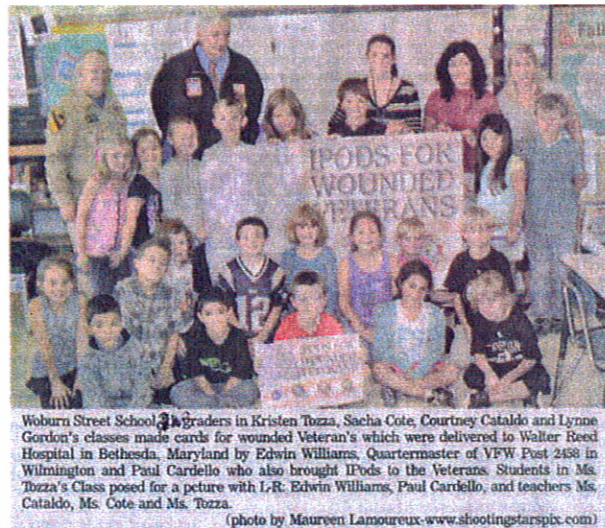 IPODS FOR
WOUNDED
VETERANS
12
Woburn Street School graders in Kristen Tozza, Sacha Cote, Courtney Cataldo and Lynne
Gordon's classes made cards for wounded Veteran's which were delivered to Walter Reed
Hospital in Bethesda, Maryland by Edwin Williams, Quartermaster of VFW Post 2458 in
Wilmington and Paul Cardello who also brought IPods to the Veterans. Students in Ms.
Tozza's Class posed for a pcture with L-R: Edwin Williams, Paul Cardello, and teachers Ms.
Cataldo, Ms. Cote and Ms. Tozza.
(photo by Maureen Lamoureux-www.shootingstarspix.com)